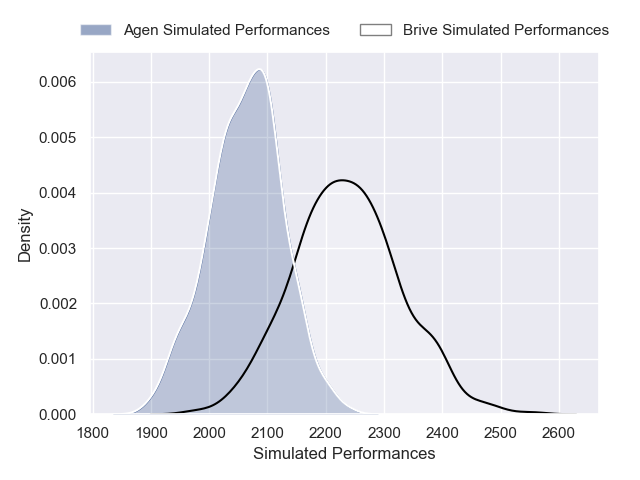 Agen Simulated Performances
Brive Simulated Performances
0.006
0.005
0.004
0.003
0.002
0.001
0.000
Density
1800 1900 2000 2100 2200 2300 2400 2500 2600
Simulated Performances